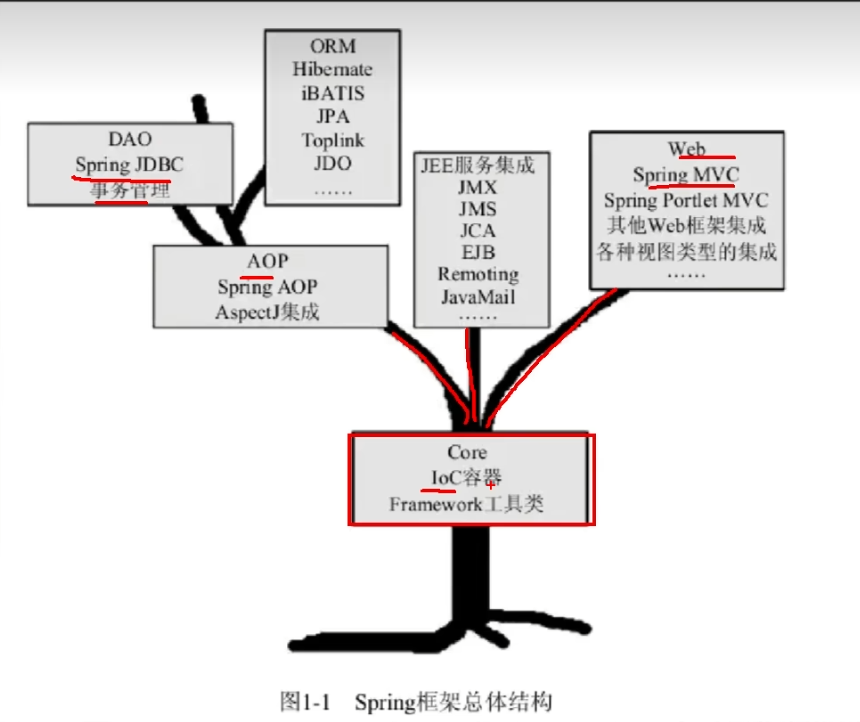 ORM
Hibernate
iBATIS
JPA
Toplink
JDO
……
DAO
Spring JDBC
事务管理
JEE服务集成
JMX
JMS
JCA
EJB
Remoting
JavaMail
……
Web
Spring MVC
Spring Portlet MVC
其他Web框架集成
各种视图类型的集成
……
AOP
Spring AOP
AspectJ集成
Core
IoC容器
Framework工具类
图1-1 Spring框架总体结构